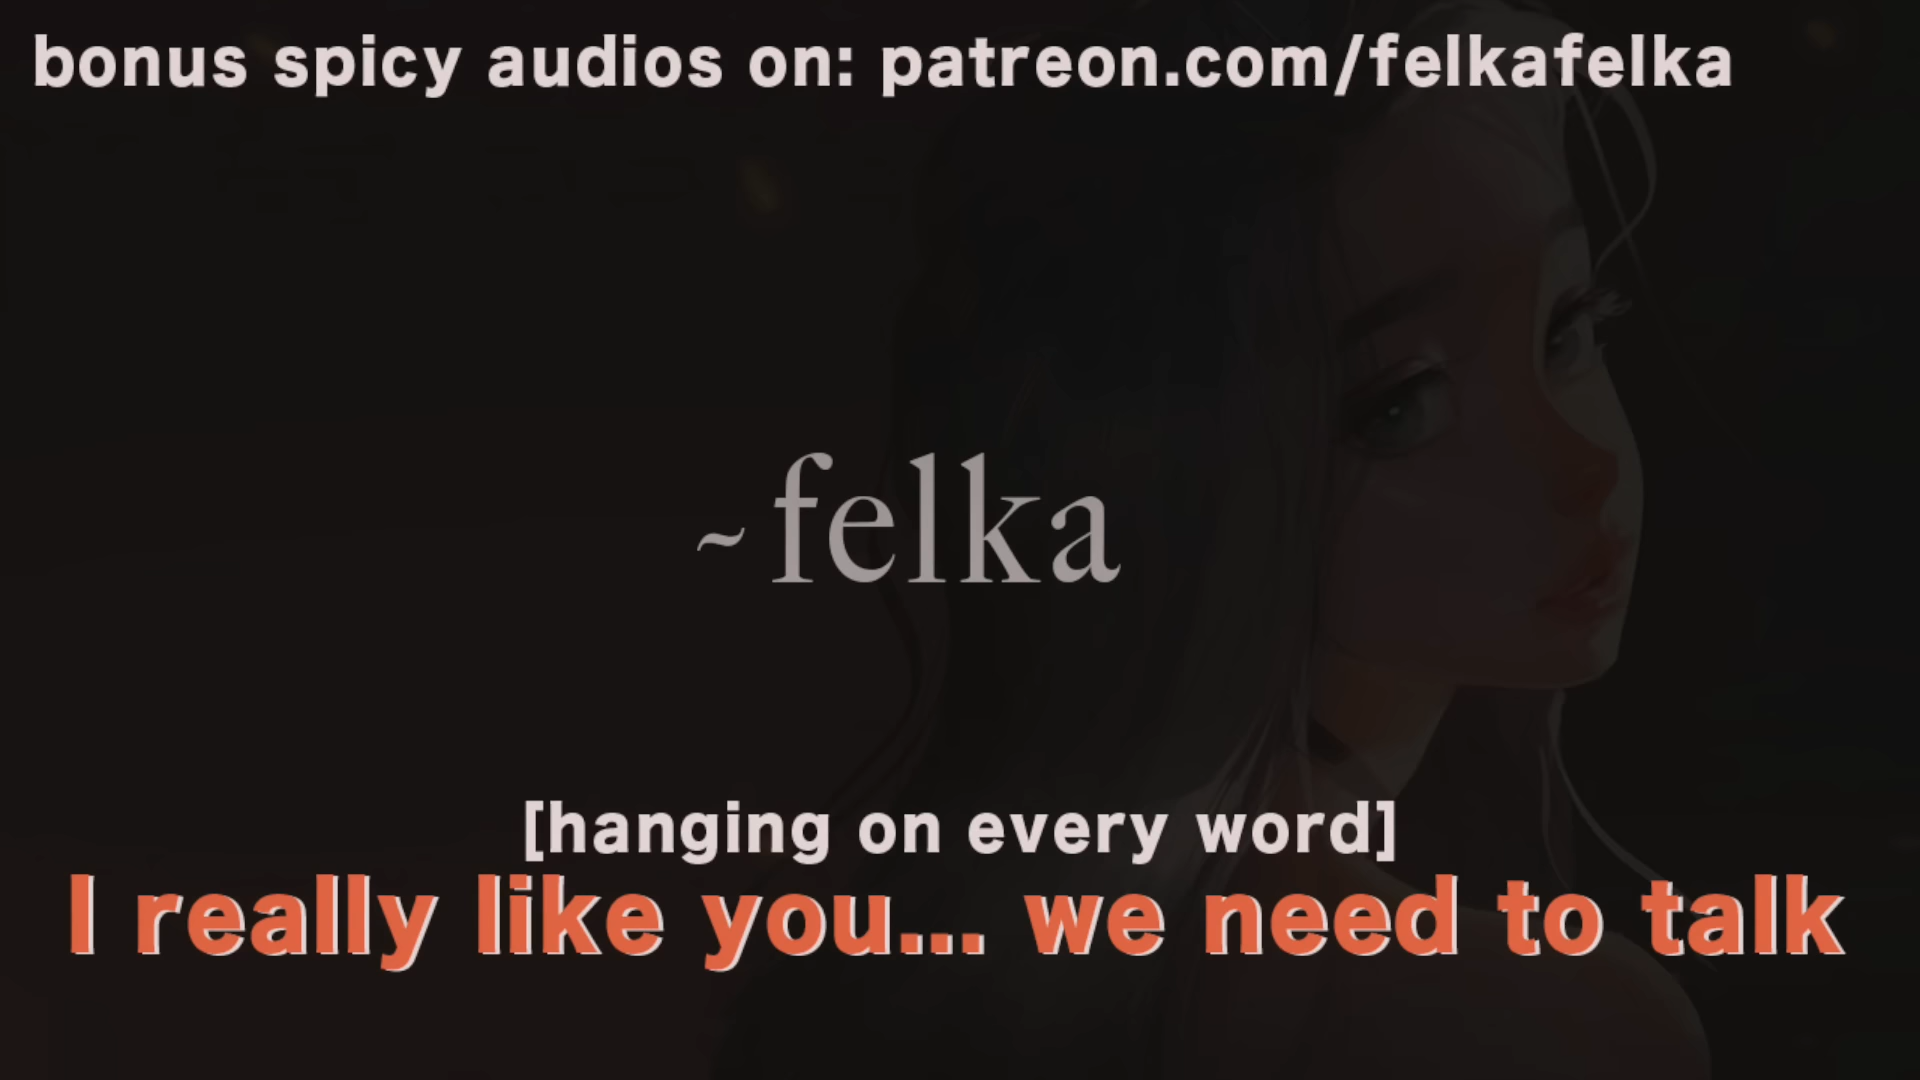 bonus spicy audios on: patreon.com/felkafelka
~felka
[hanging on every word]
I really like you... we need to talk